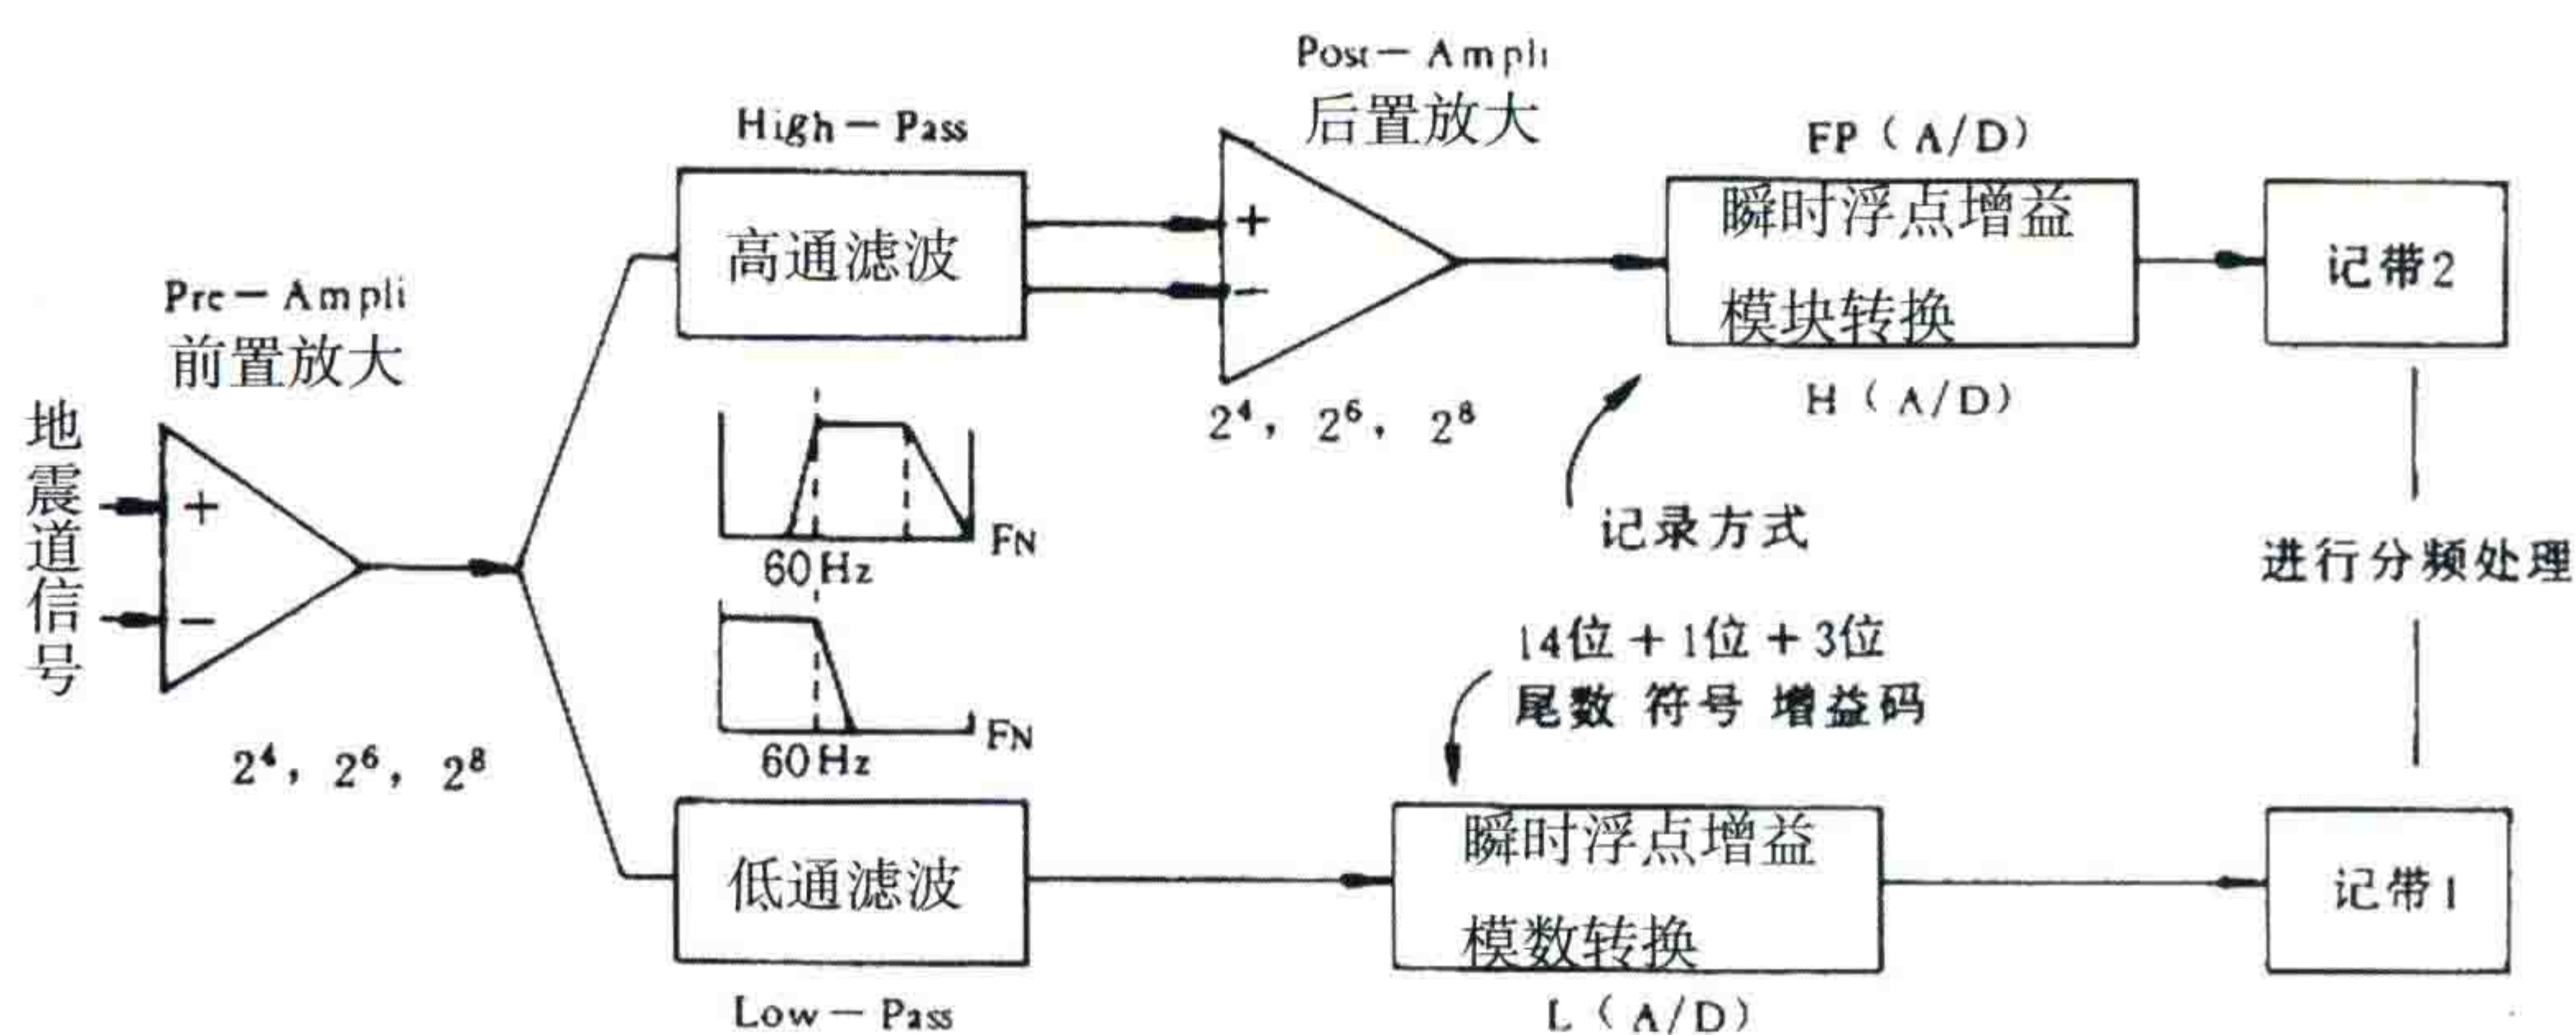 Post-Ampli
后置放大
High-Pass
FP(A/D)
高通滤波
+
-
瞬时浮点增益
模块转换
记带2
Pre-Ampli
前置放大
H(A/D)
2⁴, 2⁶, 2⁸
地震道信号
+
-
FN
60Hz
记录方式
进行分频处理
14位+1位+3位
尾数 符号 增益码
FN
60Hz
2⁴, 2⁶, 2⁸
低通滤波
瞬时浮点增益
模数转换
记带1
Low-Pass
L(A/D)